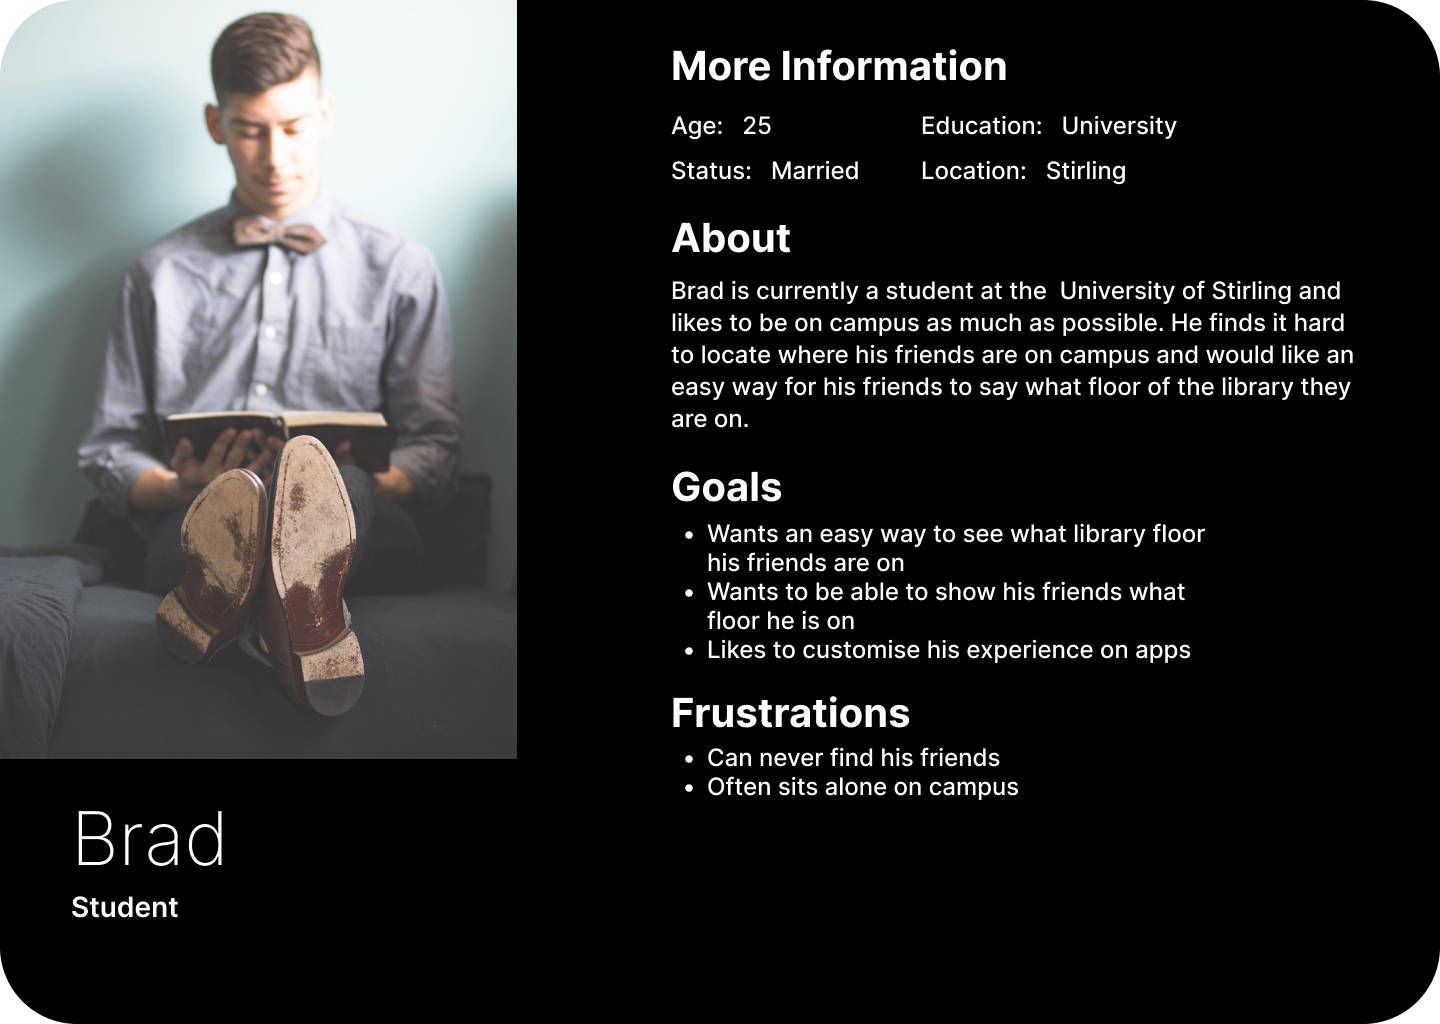 More Information
Age: 25 Education: University
Status: Married Location: Stirling
About
Brad is currently a student at the  University of Stirling and
likes to be on campus as much as possible. He finds it hard
to locate where his friends are on campus and would like an
easy way for his friends to say what floor of the library they
are on.
Goals
• Wants an easy way to see what library floor
his friends are on
• Wants to be able to show his friends what
floor he is on
• Likes to customise his experience on apps
Frustrations
• Can never find his friends
• Often sits alone on campus
Brad
Student